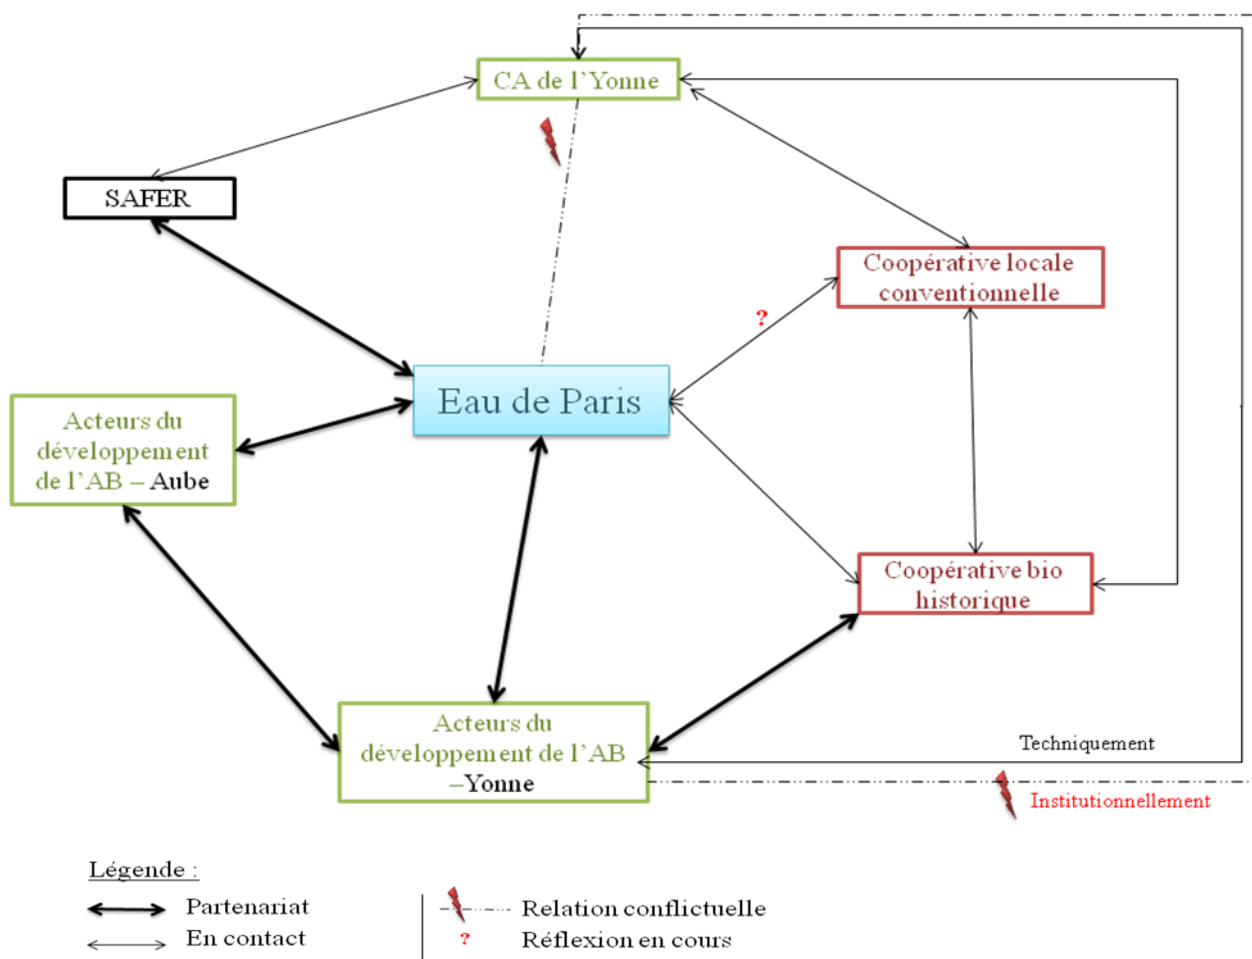 CA de l’Yonne
SAFER
Coopérative locale
conventionnelle
?
Eau de Paris
Acteurs du
développement
de l’AB – Aube
Coopérative bio
historique
Acteurs du
développement de l’AB
–Yonne
Techniquement
Institutionnellement
Légende :
Partenariat
En contact
Relation conflictuelle
? Réflexion en cours